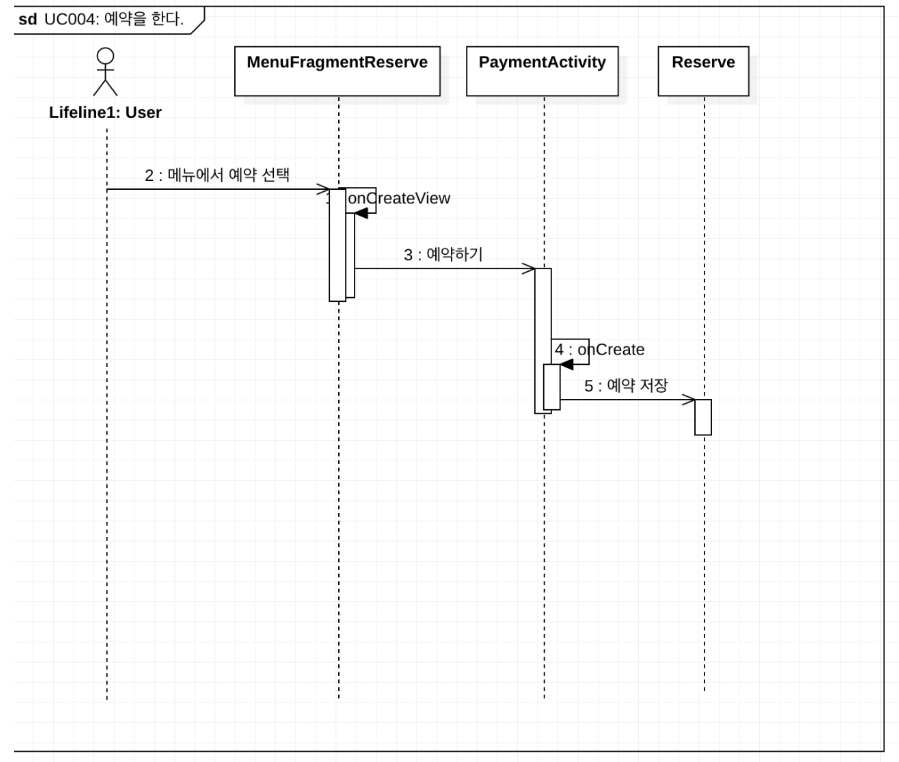 sd UC004: 예약을 한다.
MenuFragmentReserve
PaymentActivity
Reserve
Lifeline1: User
2 : 메뉴에서 예약 선택
onCreateView
3 : 예약하기
4 : onCreate
5 : 예약 저장